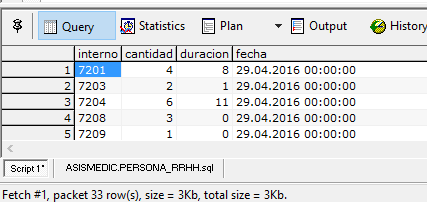 Query Statistics Plan Output History
interno cantidad duracion fecha
1 7201 4 8 29.04.2016 00:00:00
2 7203 2 1 29.04.2016 00:00:00
3 7204 6 11 29.04.2016 00:00:00
4 7208 3 0 29.04.2016 00:00:00
5 7209 1 0 29.04.2016 00:00:00
Script 1* ASISMEDIC.PERSONA_RRHH.sql
Fetch #1, packet 33 row(s), size = 3Kb, total size = 3Kb.